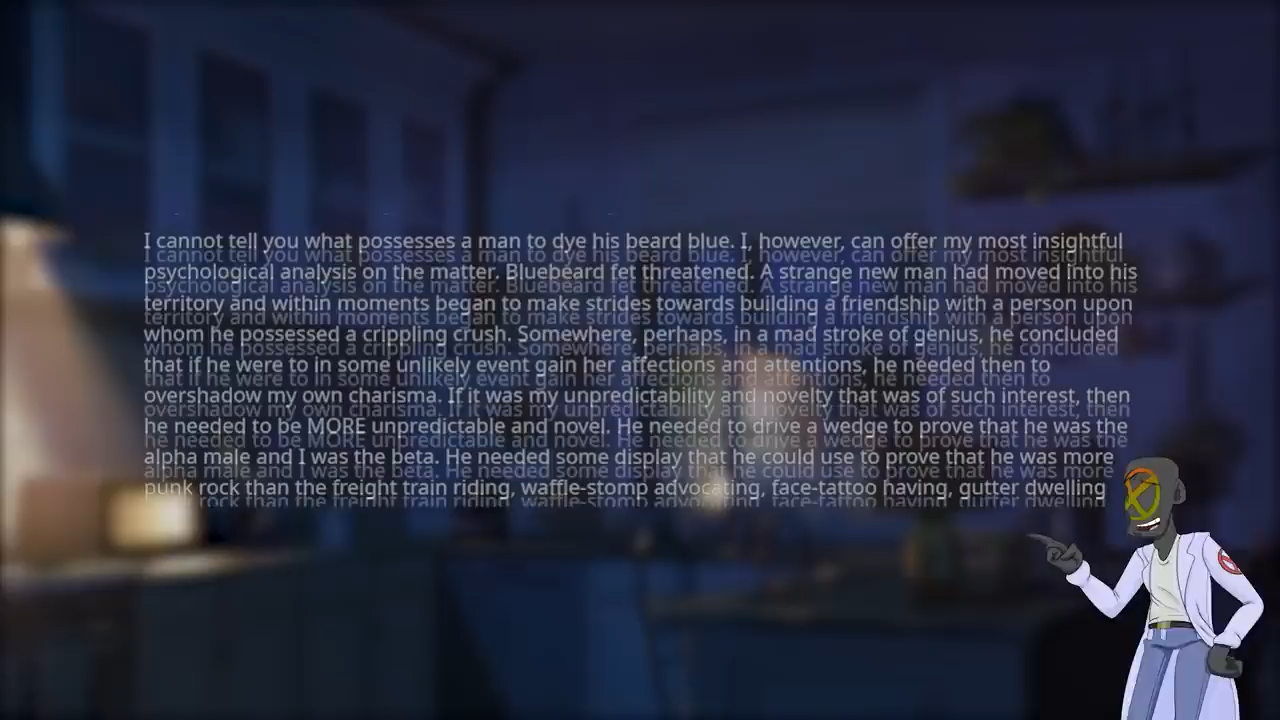 I cannot tell you what possesses a man to dye his beard blue. I, however, can offer my most insightful
psychological analysis on the matter. Bluebeard fet threatened. A strange new man had moved into his
territory and within moments began to make strides towards building a friendship with a person upon
whom he possessed a crippling crush. Somewhere, perhaps, in a mad stroke of genius, he concluded
that if he were to in some unlikely event gain her affections and attentions, he needed then to
overshadow my own charisma. If it was my unpredictability and novelty that was of such interest, then
he needed to be MORE unpredictable and novel. He needed to drive a wedge to prove that he was the
alpha male and I was the beta. He needed some display that he could use to prove that he was more
punk rock than the freight train riding, waffle-stomp advocating, face-tattoo having, gutter dwelling